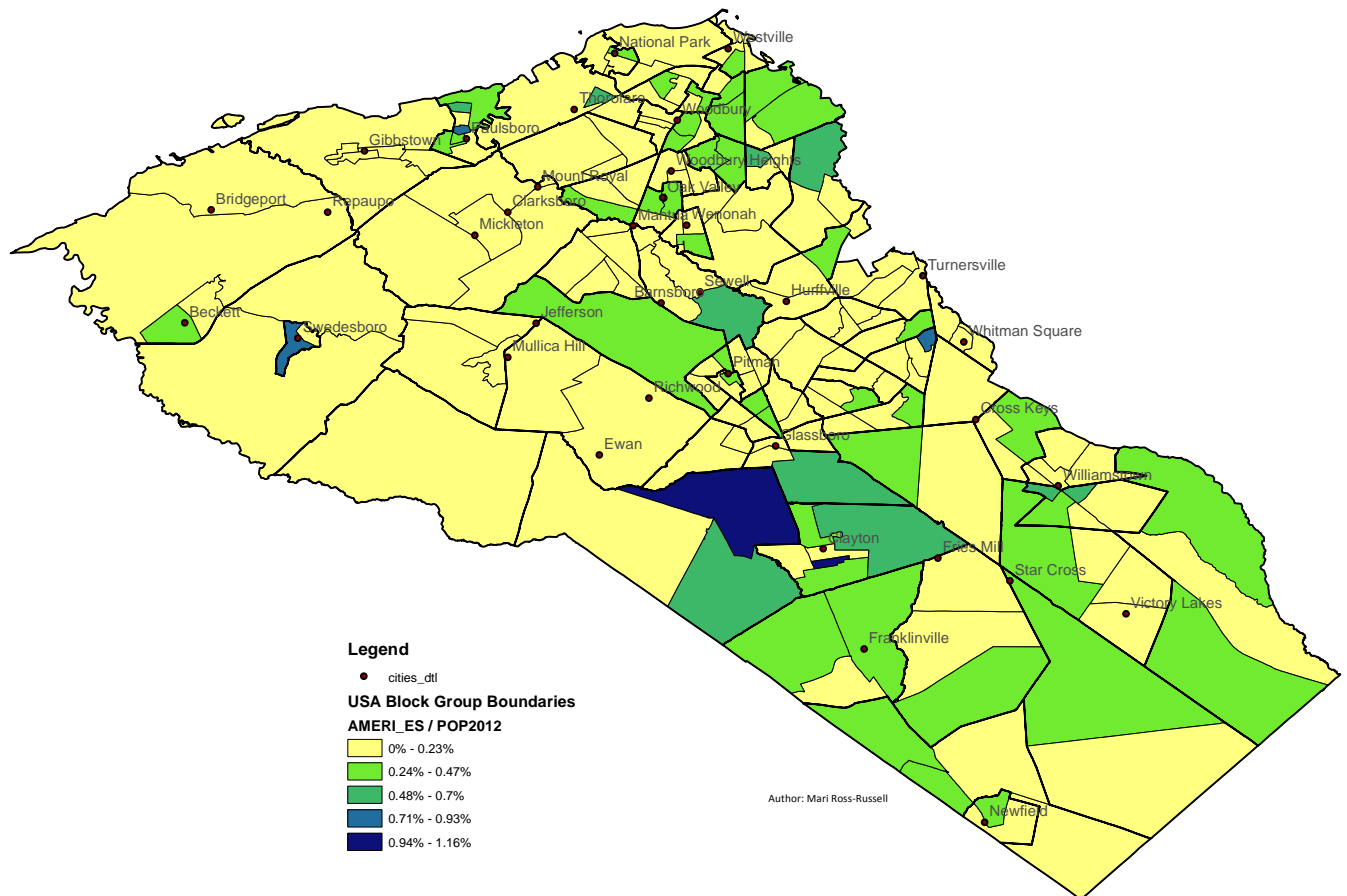 National Park
Westville
Thorofare
Woodbury
Paulsboro
Gibbstown
Woodbury Heights
Mount Royal
Oak Valley
Bridgeport
Repaupo
Clarksboro
Mantua
Wenonah
Mickleton
Turnersville
Sewell
Barnsboro
Hurffville
Beckett
Swedesboro
Jefferson
Whitman Square
Mullica Hill
Pitman
Richwood
Cross Keys
Ewan
Glassboro
Williamstown
Clayton
Fries Mill
Star Cross
Victory Lakes
Franklinville
Newfield
Legend
cities_dtl
USA Block Group Boundaries
AMERI_ES / POP2012
0% - 0.23%
0.24% - 0.47%
0.48% - 0.7%
0.71% - 0.93%
0.94% - 1.16%
Author: Mari Ross-Russell